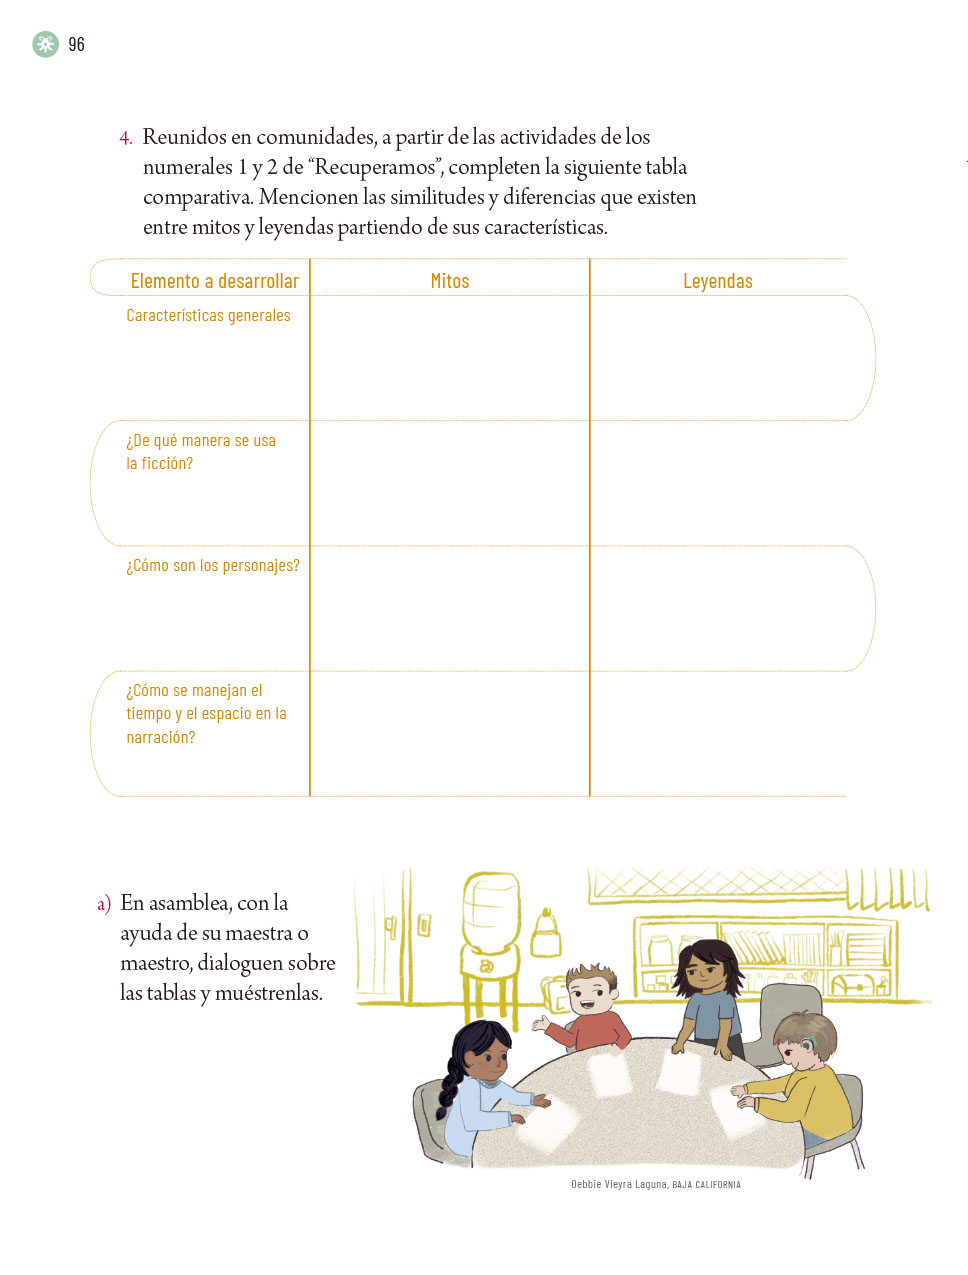 96
4. Reunidos en comunidades, a partir de las actividades de los
numerales 1 y 2 de “Recuperamos”, completen la siguiente tabla
comparativa. Mencionen las similitudes y diferencias que existen
entre mitos y leyendas partiendo de sus características.
Elemento a desarrollar Mitos Leyendas
Características generales
¿De qué manera se usa
la ficción?
¿Cómo son los personajes?
¿Cómo se manejan el
tiempo y el espacio en la
narración?
a) En asamblea, con la
ayuda de su maestra o
maestro, dialoguen sobre
las tablas y muéstrenlas.
Debbie Vieyra Laguna, BAJA CALIFORNIA